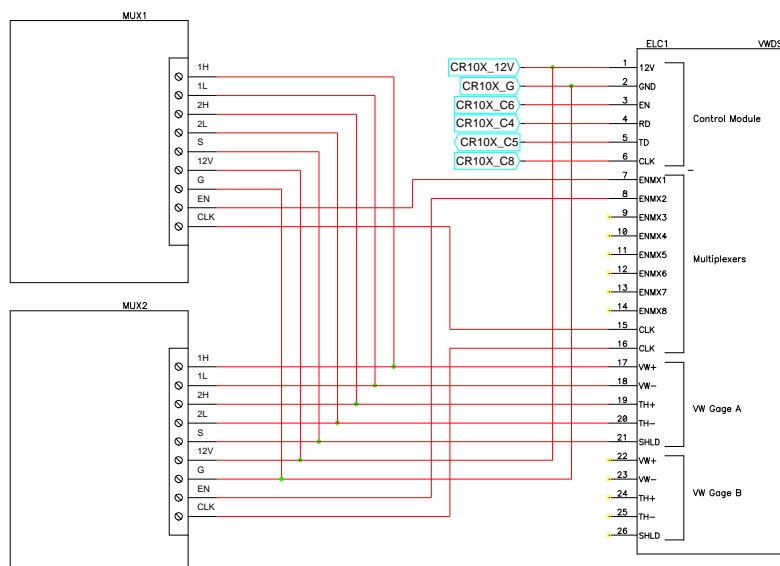 MUX1
1H
1L
2H
2L
S
12V
G
EN
CLK
MUX2
1H
1L
2H
2L
S
12V
G
EN
CLK
ELC1 VWDS
CR10X_12V 1 12V
CR10X_G 2 GND
CR10X_C6 3 EN
CR10X_C4 4 RD
CR10X_C5 5 TD
CR10X_C8 6 CLK
Control Module
7 ENMX1
8 ENMX2
9 ENMX3
10 ENMX4
11 ENMX5
12 ENMX6
13 ENMX7
14 ENMX8
15 CLK
16 CLK
Multiplexers
17 VW+
18 VW-
19 TH+
20 TH-
21 SHLD
VW Gage A
22 VW+
23 VW-
24 TH+
25 TH-
26 SHLD
VW Gage B